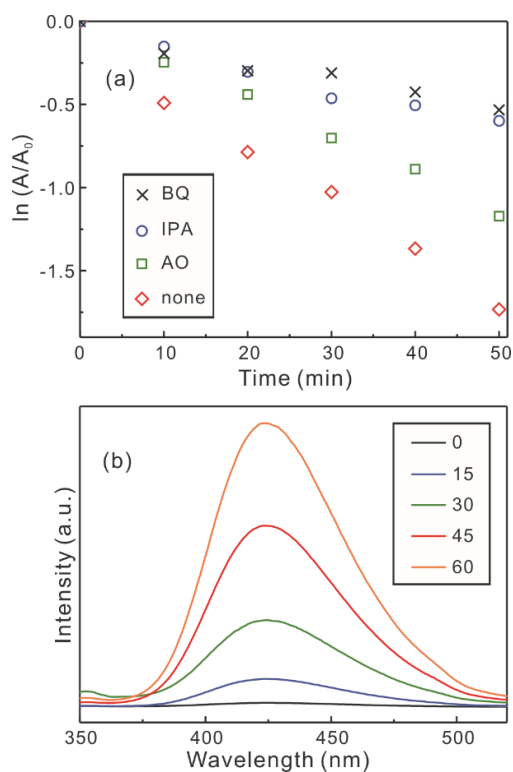 0.0
(a)
-0.5
ln (A/A0)
-1.0
× BQ
IPA
AO
none
-1.5
10 20 30 40 50
Time (min)
(b)
0
15
30
45
60
Intensity (a.u.)
350 400 450 500
Wavelength (nm)